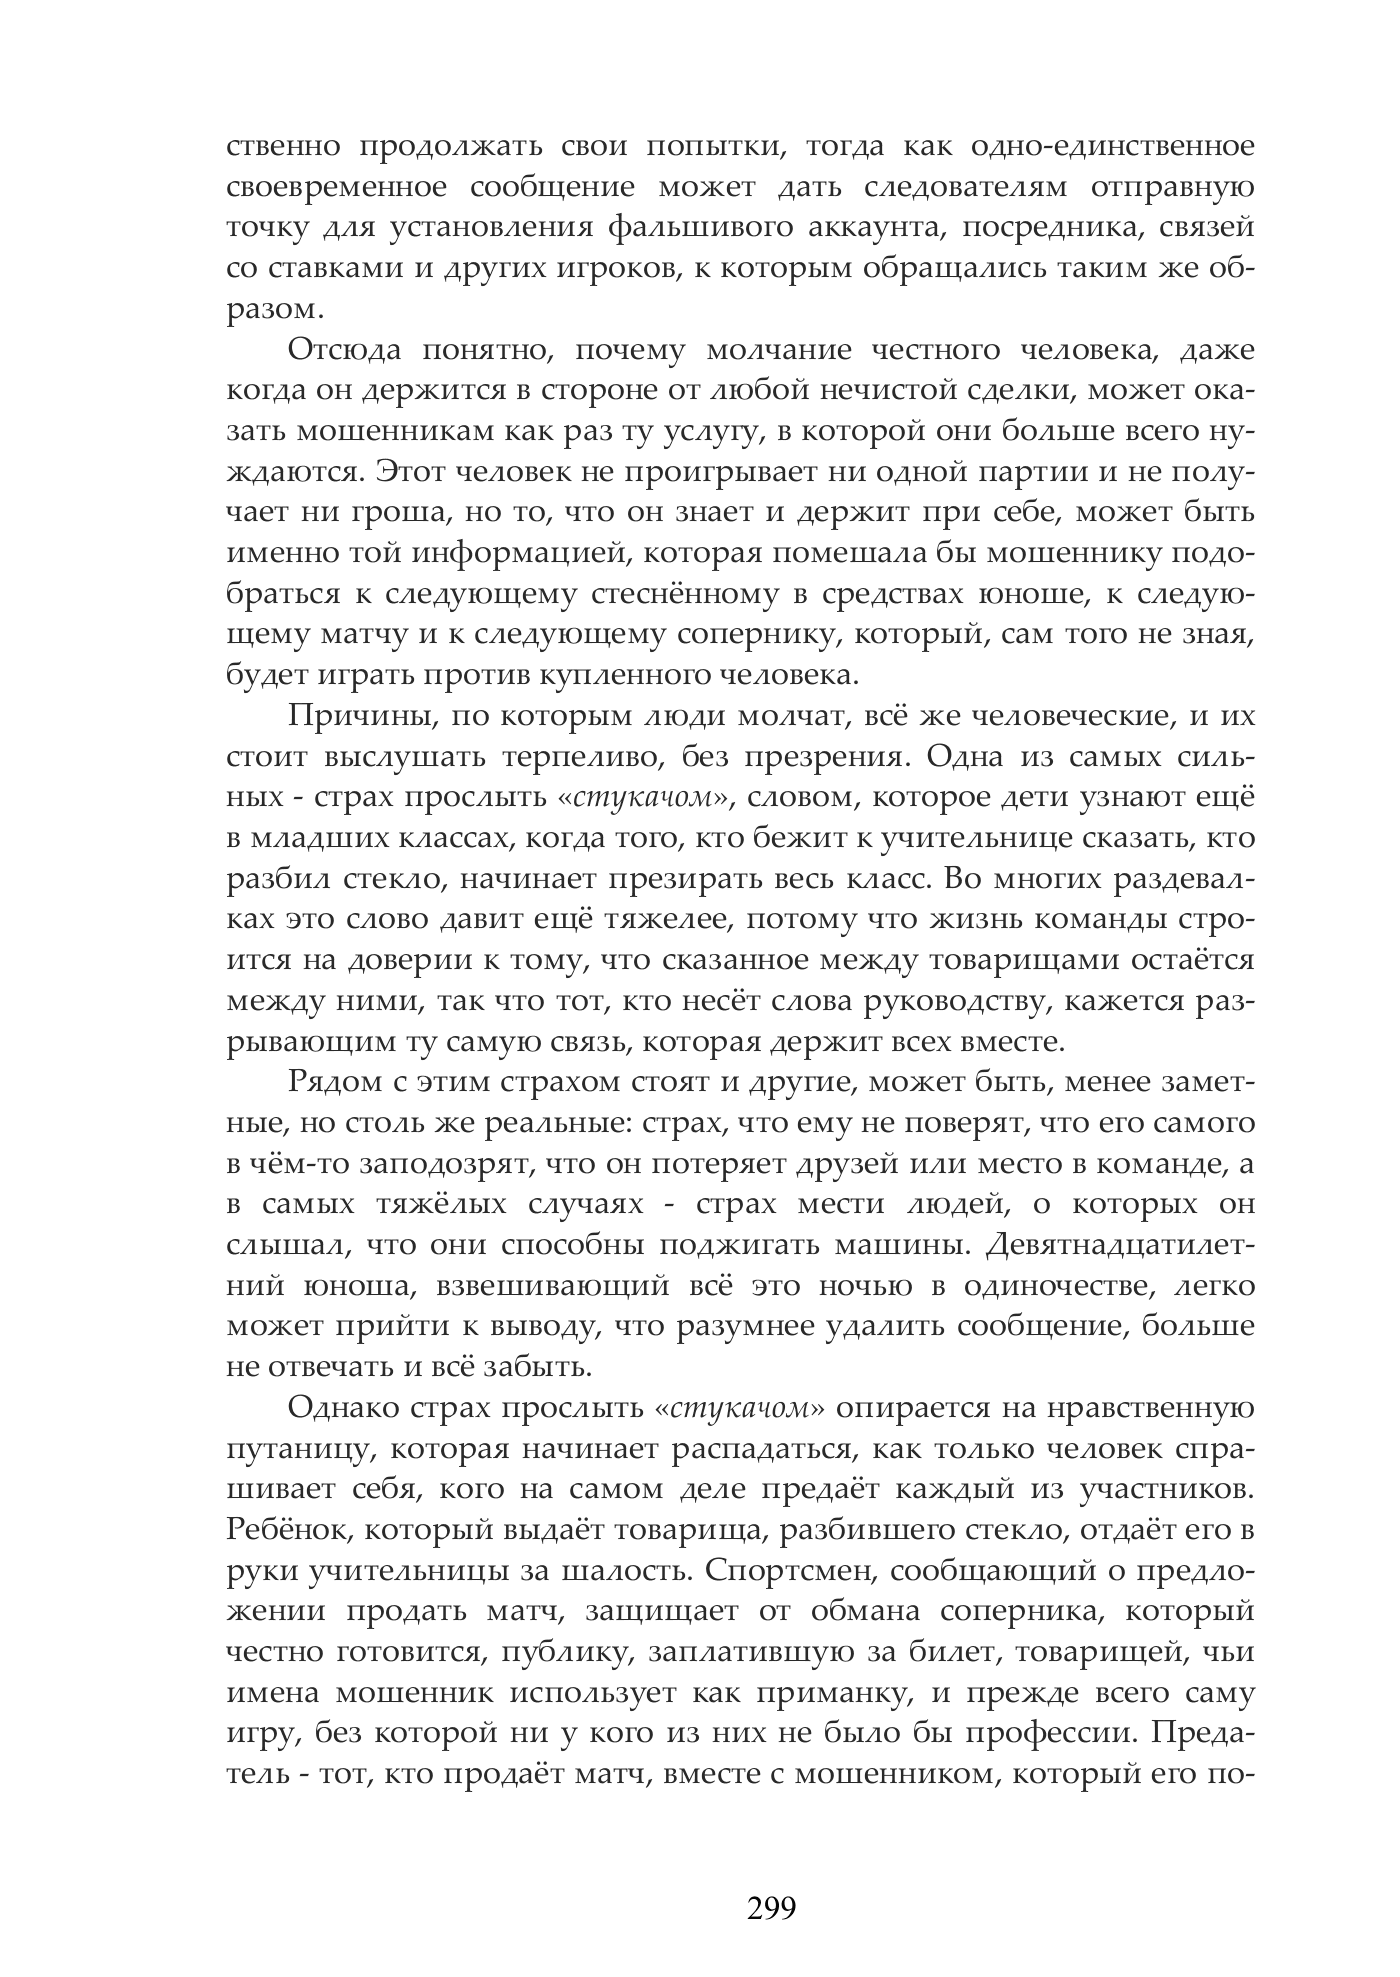 ственно продолжать свои попытки, тогда как одно-единственное
своевременное сообщение может дать следователям отправную
точку для установления фальшивого аккаунта, посредника, связей
со ставками и других игроков, к которым обращались таким же об-
разом.
Отсюда понятно, почему молчание честного человека, даже
когда он держится в стороне от любой нечистой сделки, может ока-
зать мошенникам как раз ту услугу, в которой они больше всего ну-
ждаются. Этот человек не проигрывает ни одной партии и не полу-
чает ни гроша, но то, что он знает и держит при себе, может быть
именно той информацией, которая помешала бы мошеннику подо-
браться к следующему стеснённому в средствах юноше, к следую-
щему матчу и к следующему сопернику, который, сам того не зная,
будет играть против купленного человека.
Причины, по которым люди молчат, всё же человеческие, и их
стоит выслушать терпеливо, без презрения. Одна из самых силь-
ных - страх прослыть «стукачом», словом, которое дети узнают ещё
в младших классах, когда того, кто бежит к учительнице сказать, кто
разбил стекло, начинает презирать весь класс. Во многих раздевал-
ках это слово давит ещё тяжелее, потому что жизнь команды стро-
ится на доверии к тому, что сказанное между товарищами остаётся
между ними, так что тот, кто несёт слова руководству, кажется раз-
рывающим ту самую связь, которая держит всех вместе.
Рядом с этим страхом стоят и другие, может быть, менее замет-
ные, но столь же реальные: страх, что ему не поверят, что его самого
в чём-то заподозрят, что он потеряет друзей или место в команде, а
в самых тяжёлых случаях - страх мести людей, о которых он
слышал, что они способны поджигать машины. Девятнадцатилет-
ний юноша, взвешивающий всё это ночью в одиночестве, легко
может прийти к выводу, что разумнее удалить сообщение, больше
не отвечать и всё забыть.
Однако страх прослыть «стукачом» опирается на нравственную
путаницу, которая начинает распадаться, как только человек спра-
шивает себя, кого на самом деле предаёт каждый из участников.
Ребёнок, который выдаёт товарища, разбившего стекло, отдаёт его в
руки учительницы за шалость. Спортсмен, сообщающий о предло-
жении продать матч, защищает от обмана соперника, который
честно готовится, публику, заплатившую за билет, товарищей, чьи
имена мошенник использует как приманку, и прежде всего саму
игру, без которой ни у кого из них не было бы профессии. Преда-
тель - тот, кто продаёт матч, вместе с мошенником, который его по-
299